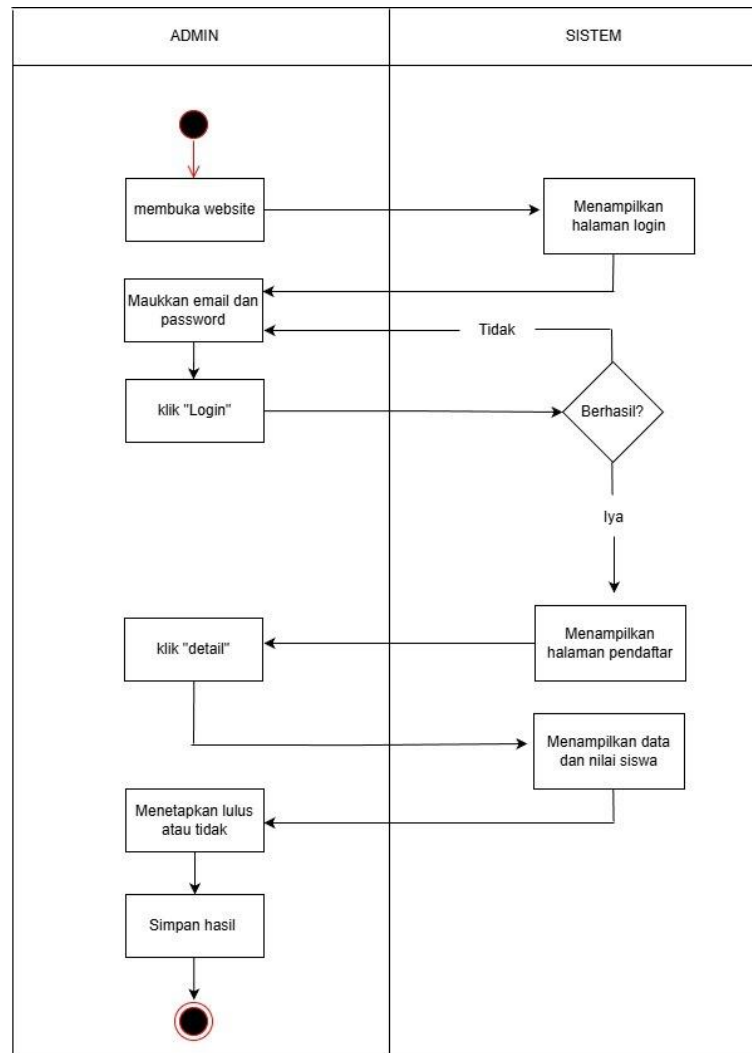 ADMIN
SISTEM
membuka website
Menampilkan
halaman login
Maukkan email dan
password
Tidak
klik "Login"
Berhasil?
Iya
klik "detail"
Menampilkan
halaman pendaftar
Menampilkan data
dan nilai siswa
Menetapkan lulus
atau tidak
Simpan hasil